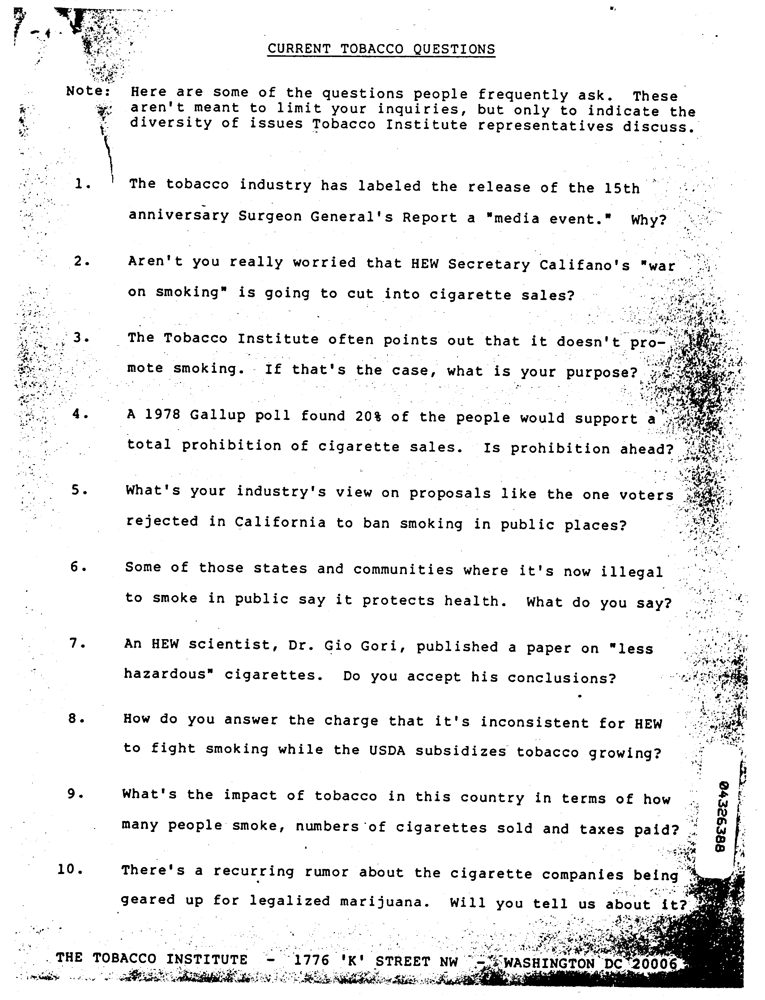 CURRENT TOBACCO QUESTIONS
Note: Here are some of the questions people frequently ask. These
aren't meant to limit your inquiries, but only to indicate the
diversity of issues Tobacco Institute representatives discuss.
1. The tobacco industry has labeled the release of the 15th
anniversary Surgeon General's Report a "media event." Why?
2. Aren't you really worried that HEW Secretary Califano's "war
on smoking" is going to cut into cigarette sales?
3. The Tobacco Institute often points out that it doesn't pro-
mote smoking. If that's the case, what is your purpose?
4. A 1978 Gallup poll found 20% of the people would support a
total prohibition of cigarette sales. Is prohibition ahead?
5. What's your industry's view on proposals like the one voters
rejected in California to ban smoking in public places?
6. Some of those states and communities where it's now illegal
to smoke in public say it protects health. What do you say?
7. An HEW scientist, Dr. Gio Gori, published a paper on "less
hazardous" cigarettes. Do you accept his conclusions?
8. How do you answer the charge that it's inconsistent for HEW
to fight smoking while the USDA subsidizes tobacco growing?
9. What's the impact of tobacco in this country in terms of how
many people smoke, numbers of cigarettes sold and taxes paid?
10. There's a recurring rumor about the cigarette companies being
geared up for legalized marijuana. Will you tell us about it?
THE TOBACCO INSTITUTE - 1776 'K' STREET NW - WASHINGTON DC 20006
04326388